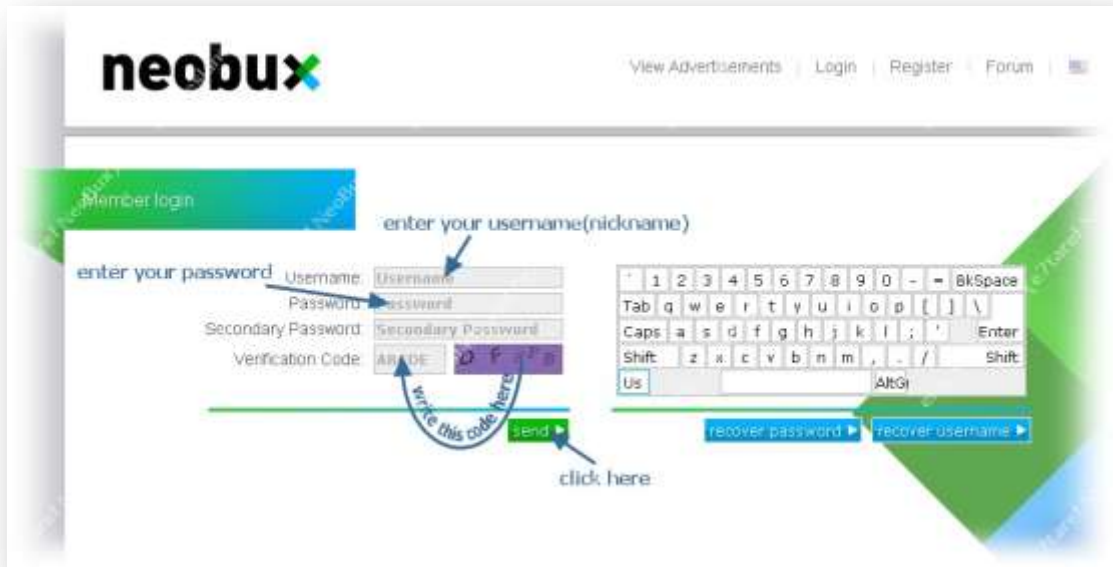 neobux
View Advertisements | Login | Register | Forum
Member login
enter your username(nickname)
enter your password
Username: Username
Password: Password
Secondary Password: Secondary Password
Verification Code: ABCDE
write this code here
send
click here
` 1 2 3 4 5 6 7 8 9 0 - = BkSpace
Tab q w e r t y u i o p [ ] \
Caps a s d f g h j k l ; ' Enter
Shift z x c v b n m , . / Shift
Us AltGr
recover password
recover username